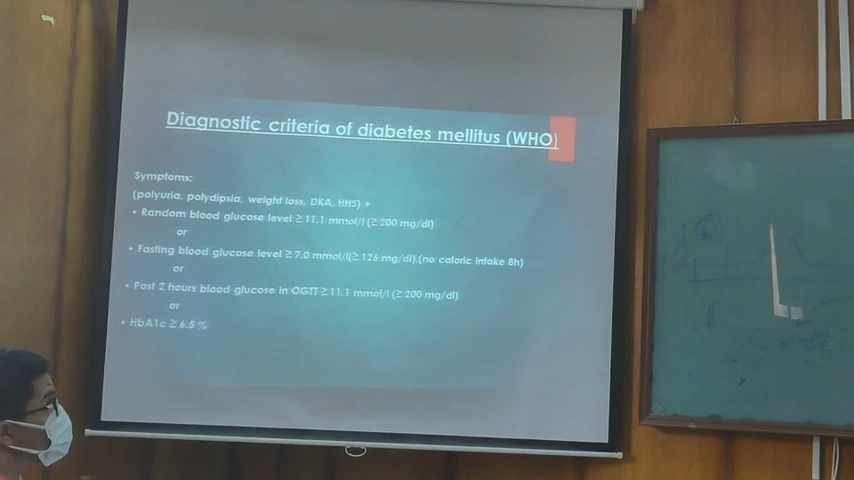 Diagnostic criteria of diabetes mellitus (WHO)
Symptoms:
(polyuria, polydipsia, weight loss, DKA, HHS) +
• Random blood glucose level ≥11.1 mmol/l (≥200 mg/dl)
or
• Fasting blood glucose level ≥7.0 mmol/l(≥ 126 mg/dl),(no caloric intake 8h)
or
• Post 2 hours blood glucose in OGTT≥11.1 mmol/l (≥200 mg/dl)
or
• HbA1c ≥ 6.5 %